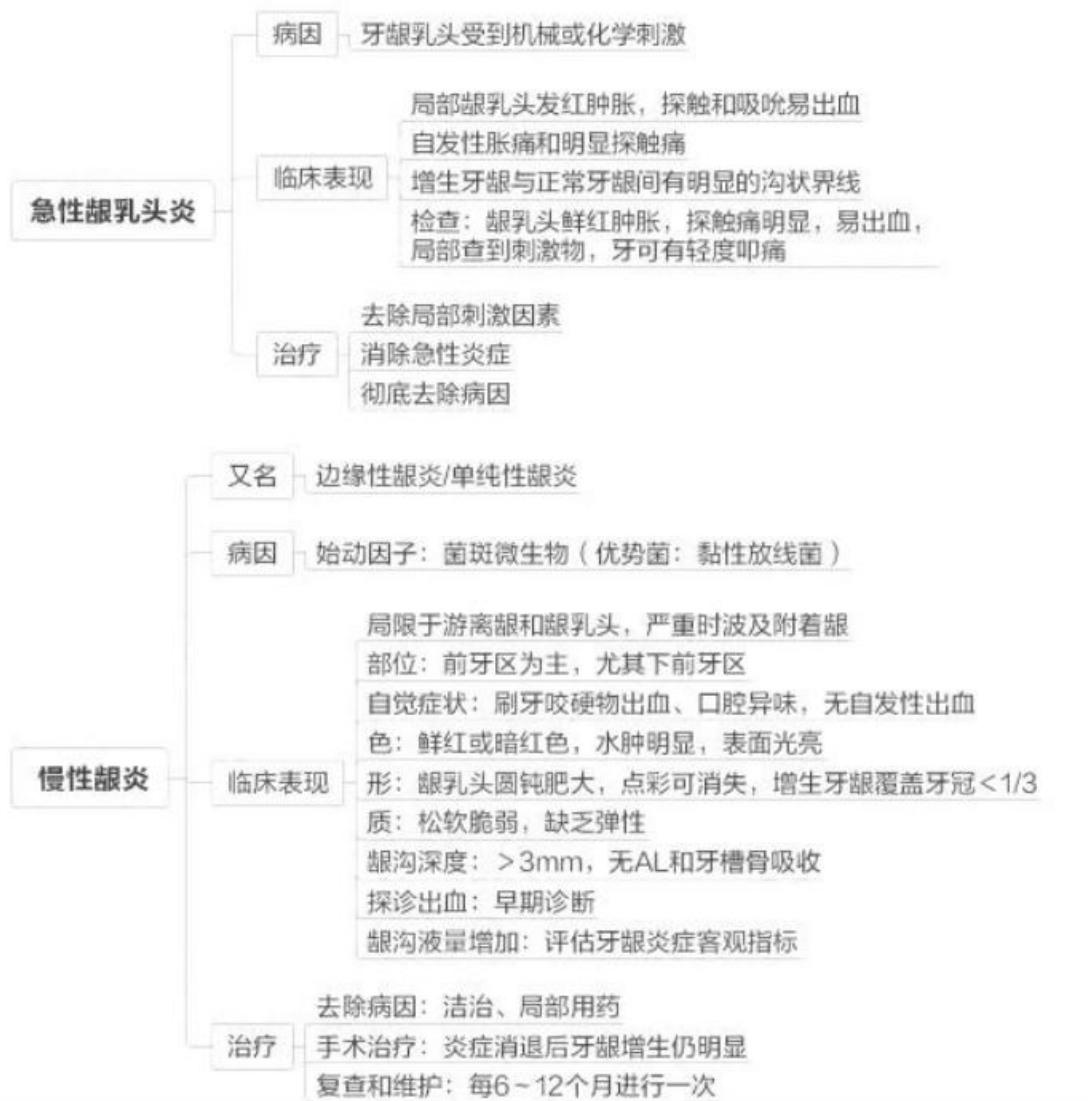 急性龈乳头炎
病因
牙龈乳头受到机械或化学刺激
临床表现
局部龈乳头发红肿胀，探触和吸吮易出血
自发性胀痛和明显探触痛
增生牙龈与正常牙龈间有明显的沟状界线
检查：龈乳头鲜红肿胀，探触痛明显，易出血，
局部查到刺激物，牙可有轻度叩痛
治疗
去除局部刺激因素
消除急性炎症
彻底去除病因
慢性龈炎
又名
边缘性龈炎/单纯性龈炎
病因
始动因子：菌斑微生物（优势菌：黏性放线菌）
临床表现
局限于游离龈和龈乳头，严重时波及附着龈
部位：前牙区为主，尤其下前牙区
自觉症状：刷牙咬硬物出血、口腔异味，无自发性出血
色：鲜红或暗红色，水肿明显，表面光亮
形：龈乳头圆钝肥大，点彩可消失，增生牙龈覆盖牙冠＜1/3
质：松软脆弱，缺乏弹性
龈沟深度：＞3mm，无AL和牙槽骨吸收
探诊出血：早期诊断
龈沟液量增加：评估牙龈炎症客观指标
治疗
去除病因：洁治、局部用药
手术治疗：炎症消退后牙龈增生仍明显
复查和维护：每6～12个月进行一次